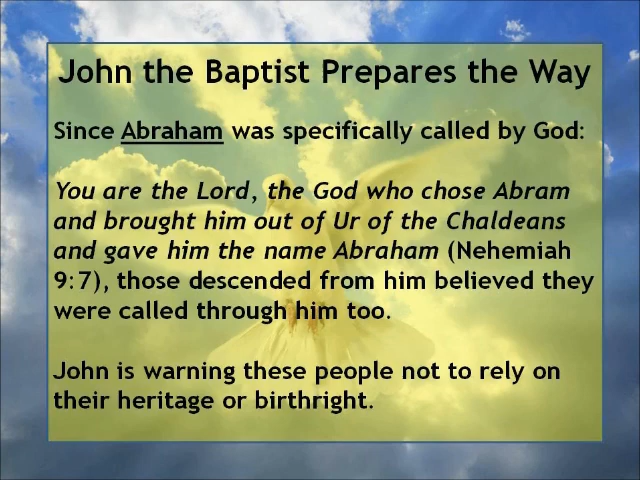 John the Baptist Prepares the Way
Since Abraham was specifically called by God:
You are the Lord, the God who chose Abram
and brought him out of Ur of the Chaldeans
and gave him the name Abraham (Nehemiah
9:7), those descended from him believed they
were called through him too.
John is warning these people not to rely on
their heritage or birthright.